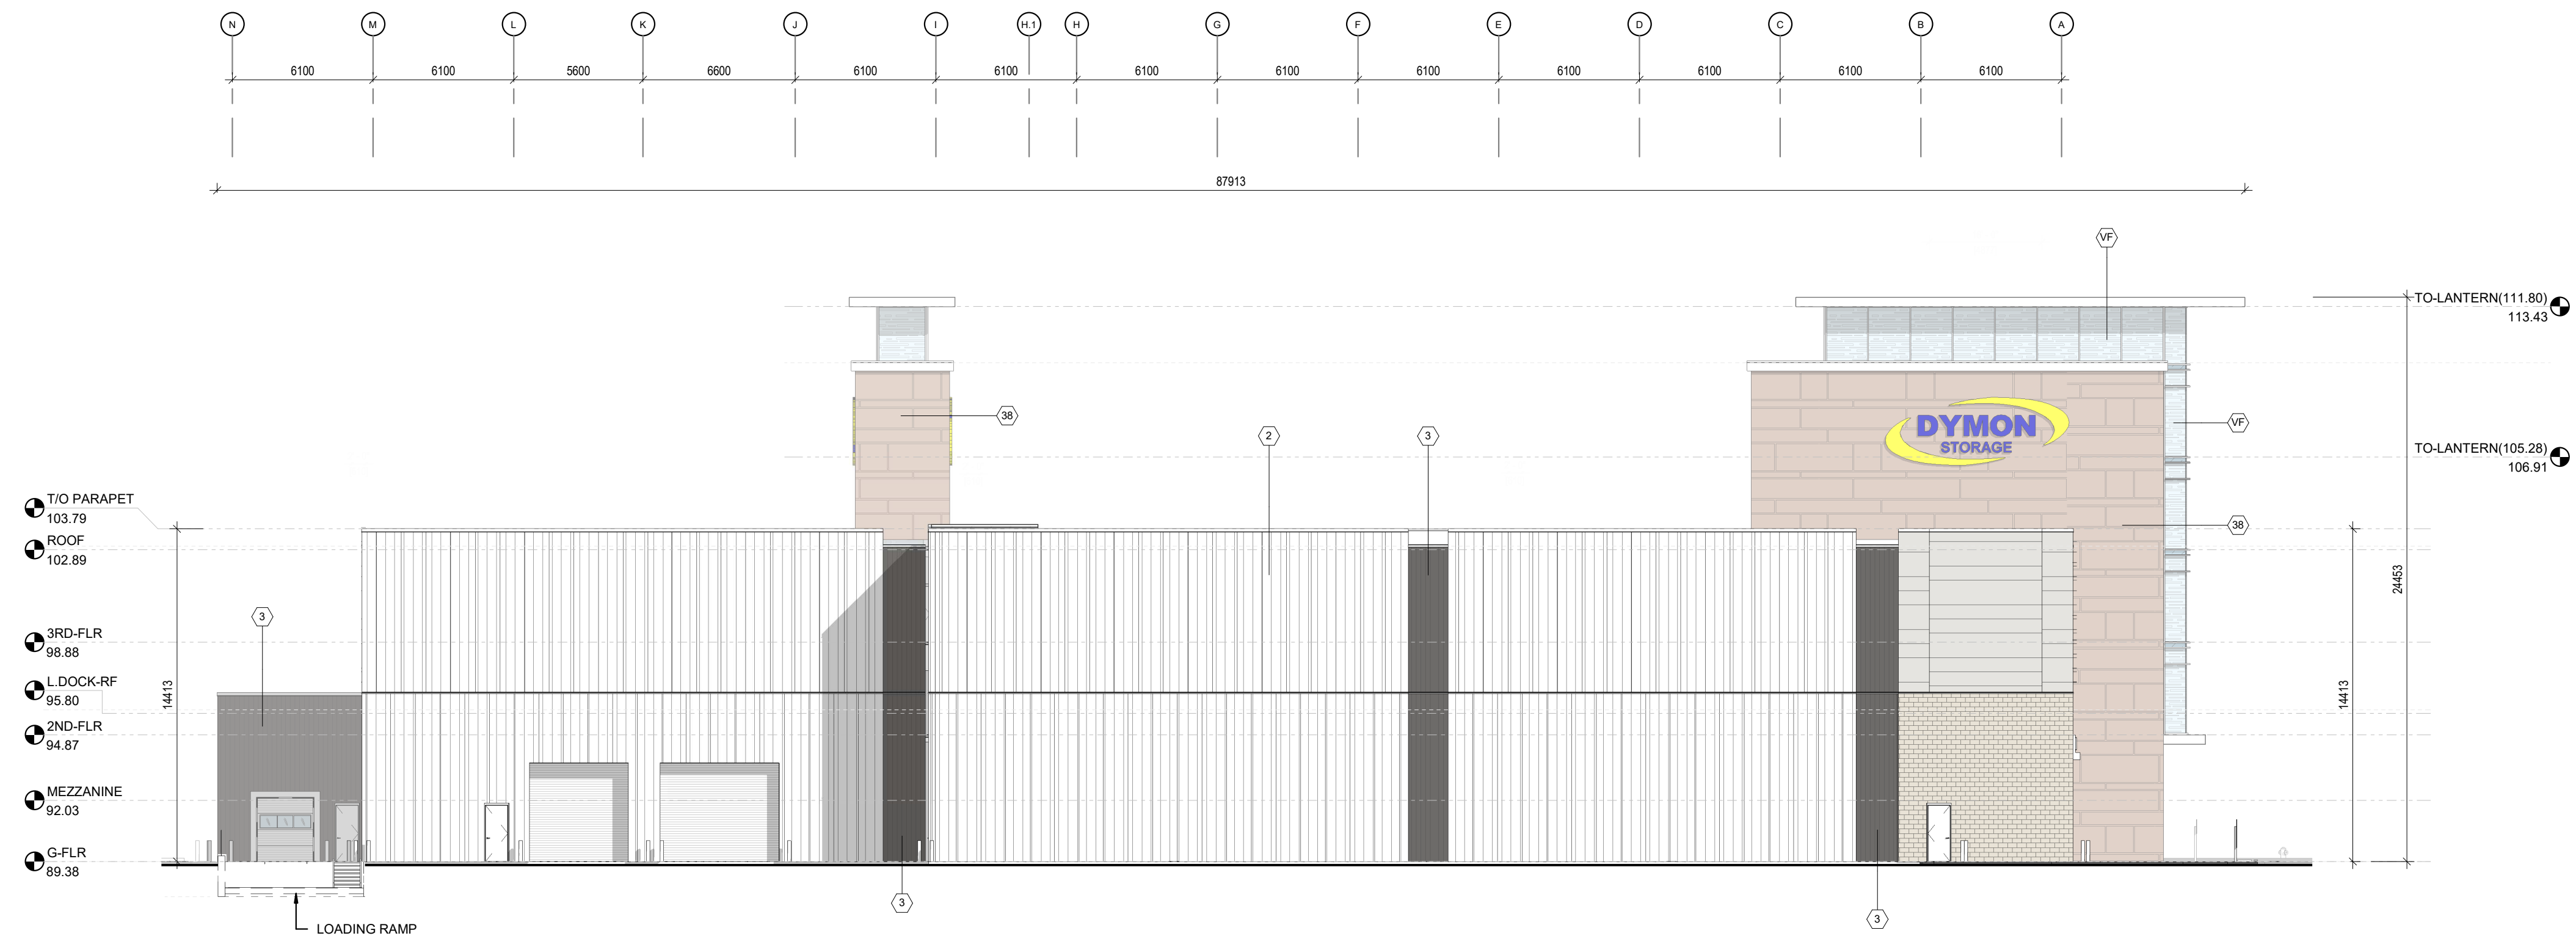 N M L K J I H.1 H G F E D C B A
6100 6100 5600 6600 6100 6100 6100 6100 6100 6100 6100 6100 6100
87913
VF
TO-LANTERN(111.80)
113.43
38
VF
DYMON
STORAGE
2
3
TO-LANTERN(105.28)
106.91
T/O PARAPET
103.79
38
ROOF
102.89
24453
3
3RD-FLR
98.88
L.DOCK-RF
95.80
14413
14413
2ND-FLR
94.87
MEZZANINE
92.03
G-FLR
89.38
3
3
LOADING RAMP